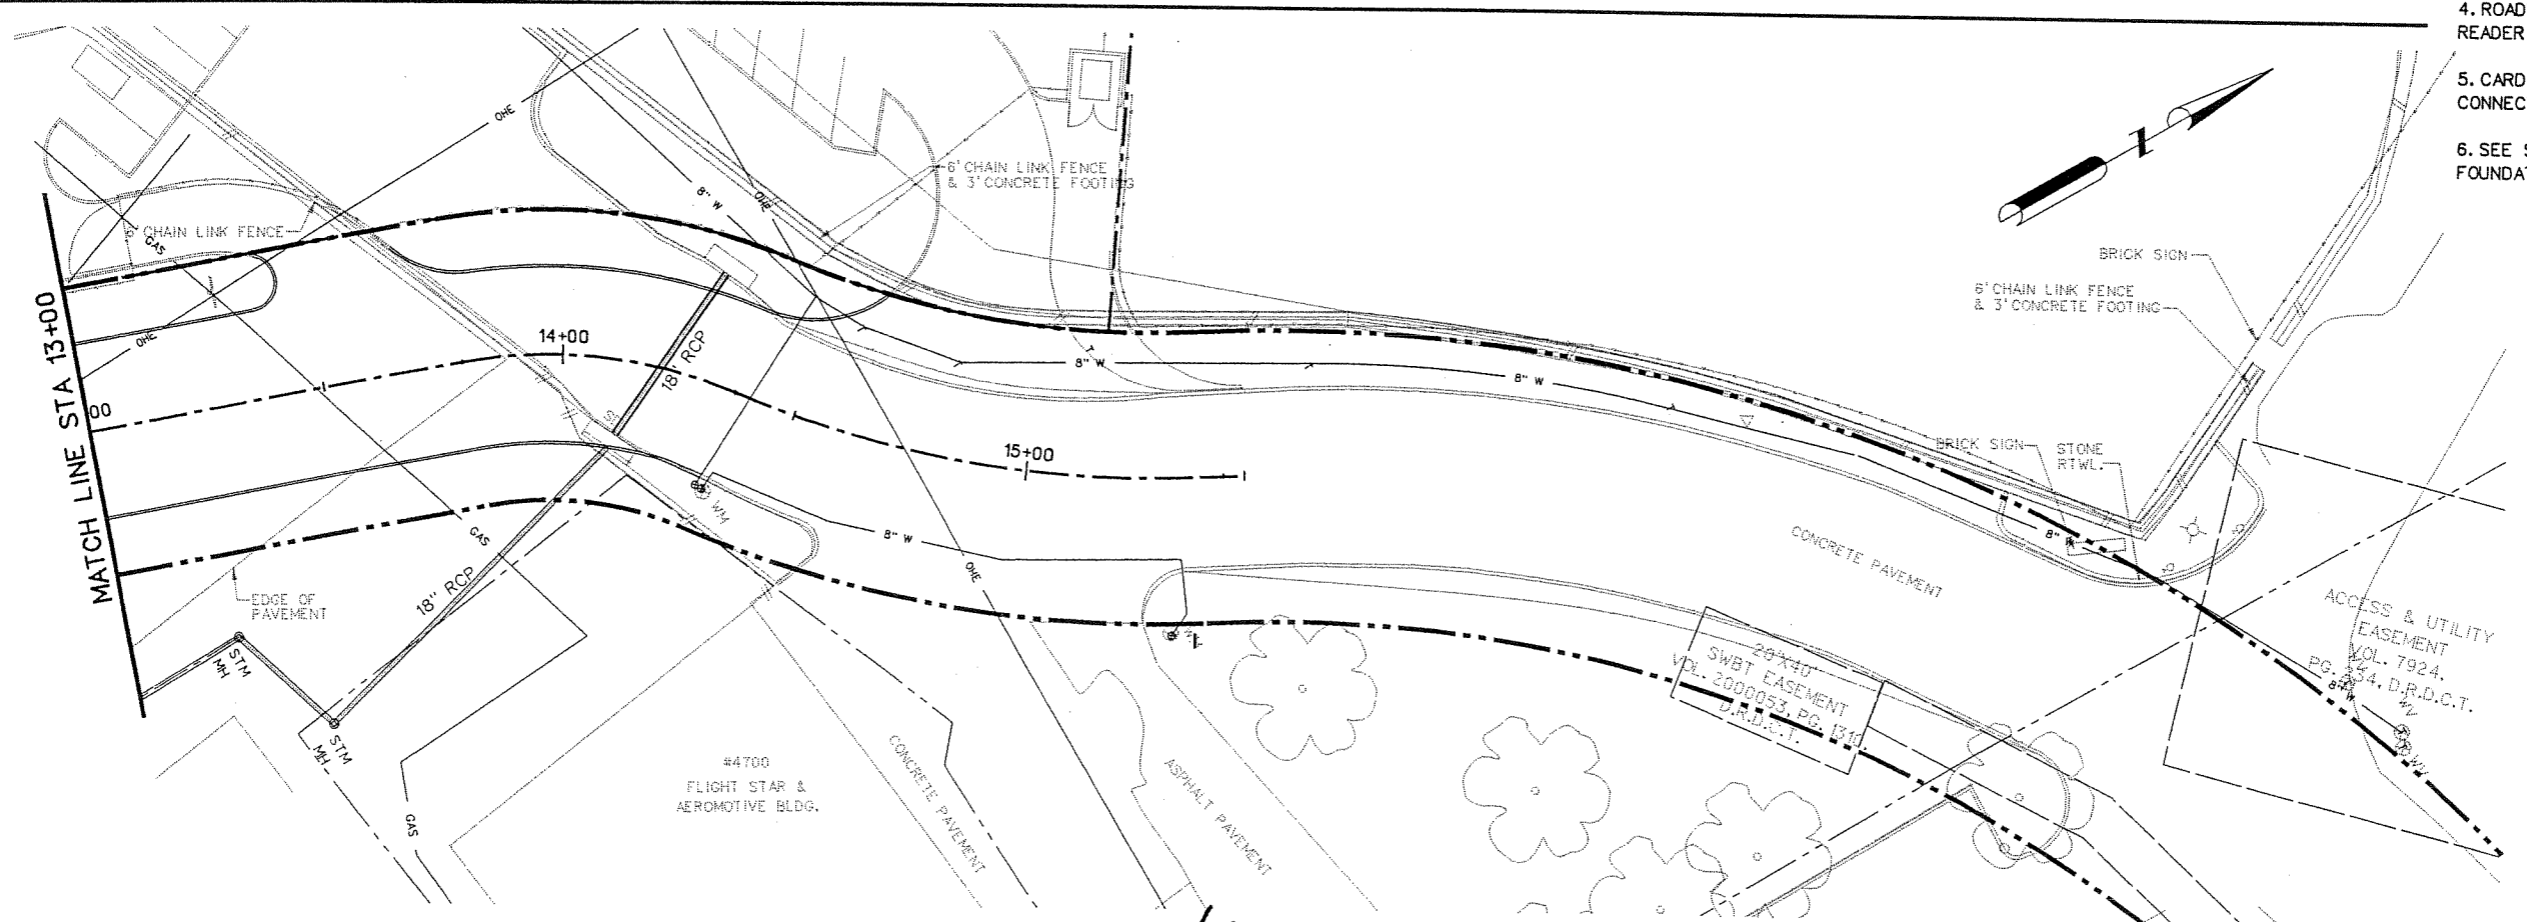 4. ROAD
READER
5. CARD
CONNEC
6. SEE
FOUNDAT
OHE
6' CHAIN LINK FENCE
& 3' CONCRETE FOOTING
8" W
OHE
6' CHAIN LINK FENCE
GAS
N
BRICK SIGN
6' CHAIN LINK FENCE
& 3' CONCRETE FOOTING
MATCH LINE STA 13+00
OHE
14+00
18" RCP
8" W
8" W
00
15+00
BRICK SIGN
STONE
RTWL.
WM
GAS
8" W
OHE
8" W
CONCRETE PAVEMENT
EDGE OF
PAVEMENT
18" RCP
STM
MH
STM
MH
ACCESS & UTILITY
EASEMENT
VOL. 7924,
PG. 234, D.R.D.C.T.
8" W
20'X40'
SWBT EASEMENT
VOL. 2000053, PG. 1310,
D.R.D.C.T.
#4700
FLIGHT STAR &
AEROMOTIVE BLDG.
GAS
CONCRETE PAVEMENT
ASPHALT PAVEMENT